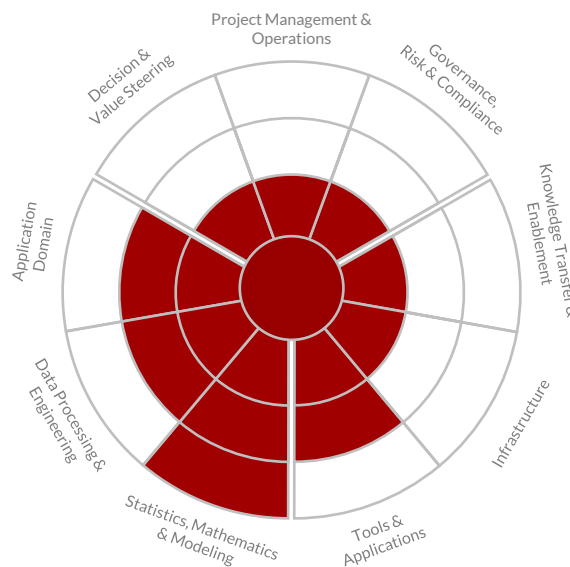 Project Management &
Operations
Governance,
Risk & Compliance
Knowledge Transfer &
Enablement
Infrastructure
Tools &
Applications
Statistics, Mathematics
& Modeling
Data Processing &
Engineering
Application
Domain
Decision &
Value Steering